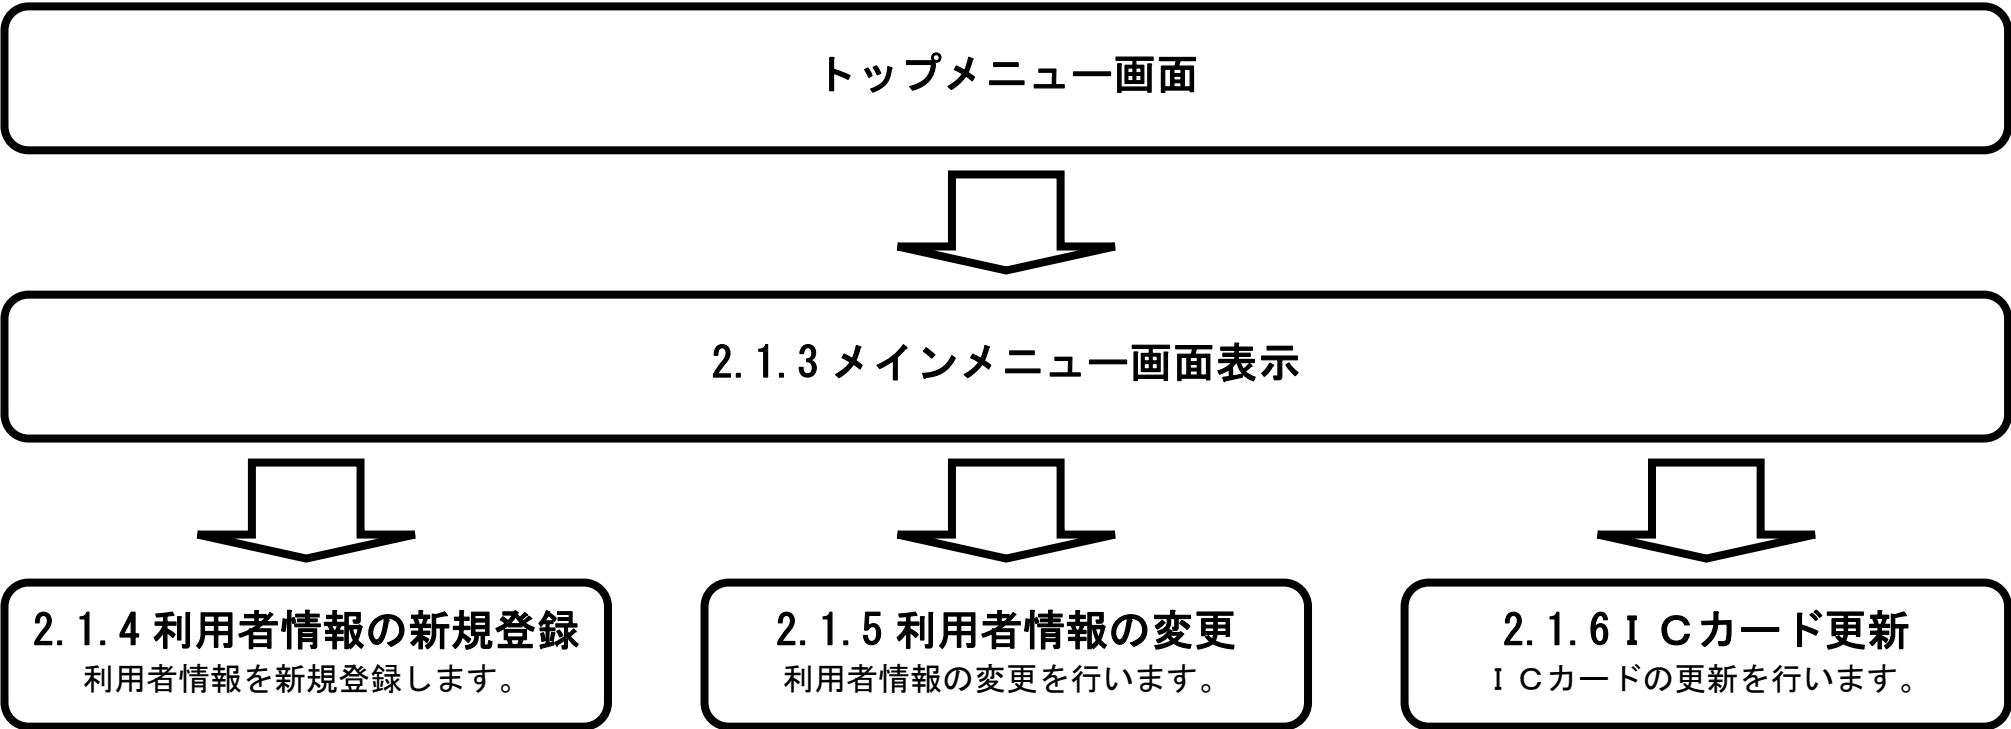 トップメニュー画面
2.1.3 メインメニュー画面表示
2.1.4 利用者情報の新規登録
利用者情報を新規登録します。
2.1.5 利用者情報の変更
利用者情報の変更を行います。
2.1.6 ＩＣカード更新
ＩＣカードの更新を行います。